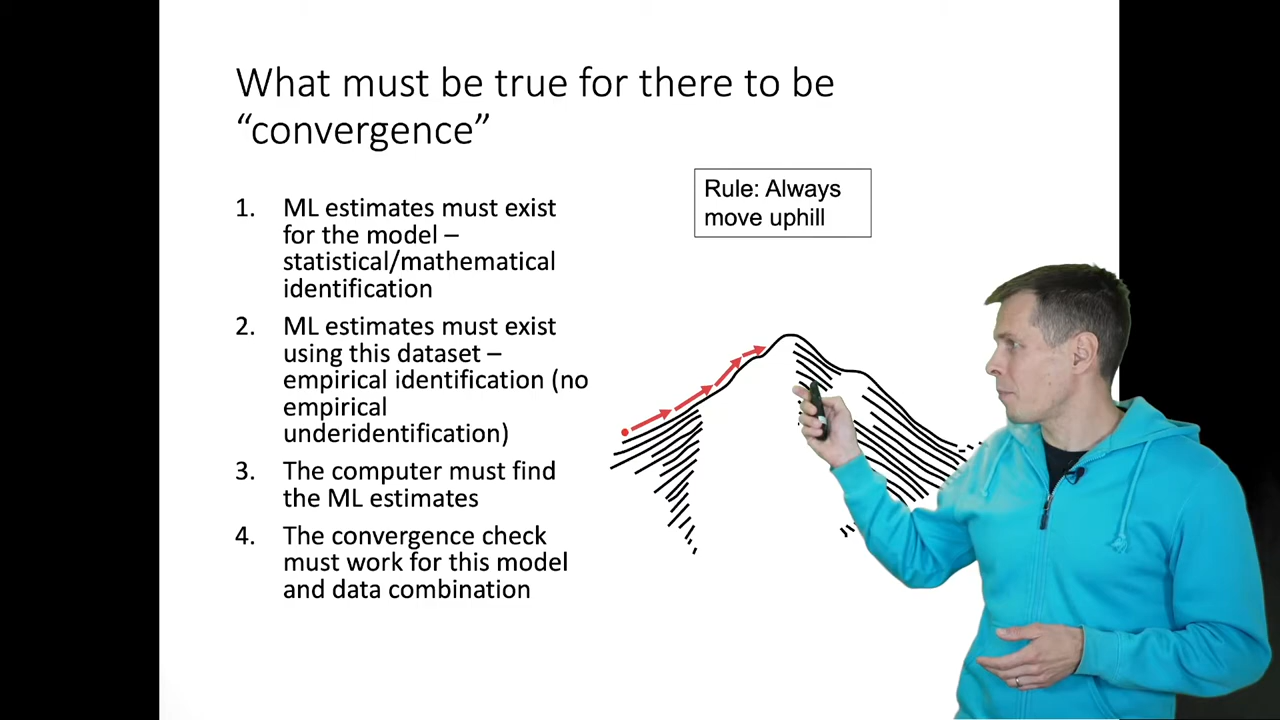 What must be true for there to be
“convergence”
Rule: Always
move uphill
1. ML estimates must exist
for the model –
statistical/mathematical
identification
2. ML estimates must exist
using this dataset –
empirical identification (no
empirical
underidentification)
3. The computer must find
the ML estimates
4. The convergence check
must work for this model
and data combination